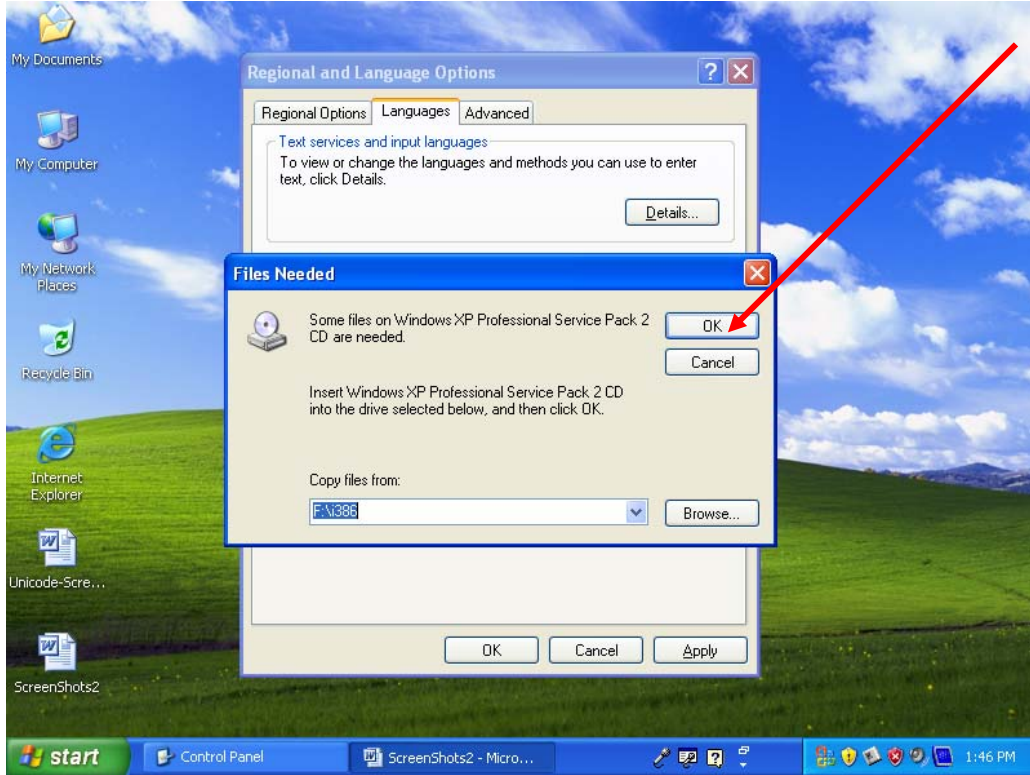 My Documents
My Computer
My Network
Places
Recycle Bin
Internet
Explorer
Unicode-Scre...
ScreenShots2
Regional and Language Options
Regional Options Languages Advanced
Text services and input languages
To view or change the languages and methods you can use to enter
text, click Details.
Details...
Files Needed
Some files on Windows XP Professional Service Pack 2
CD are needed.
OK
Cancel
Insert Windows XP Professional Service Pack 2 CD
into the drive selected below, and then click OK.
Copy files from:
F:\i386
Browse...
OK Cancel Apply
start Control Panel ScreenShots2 - Micro... 1:46 PM